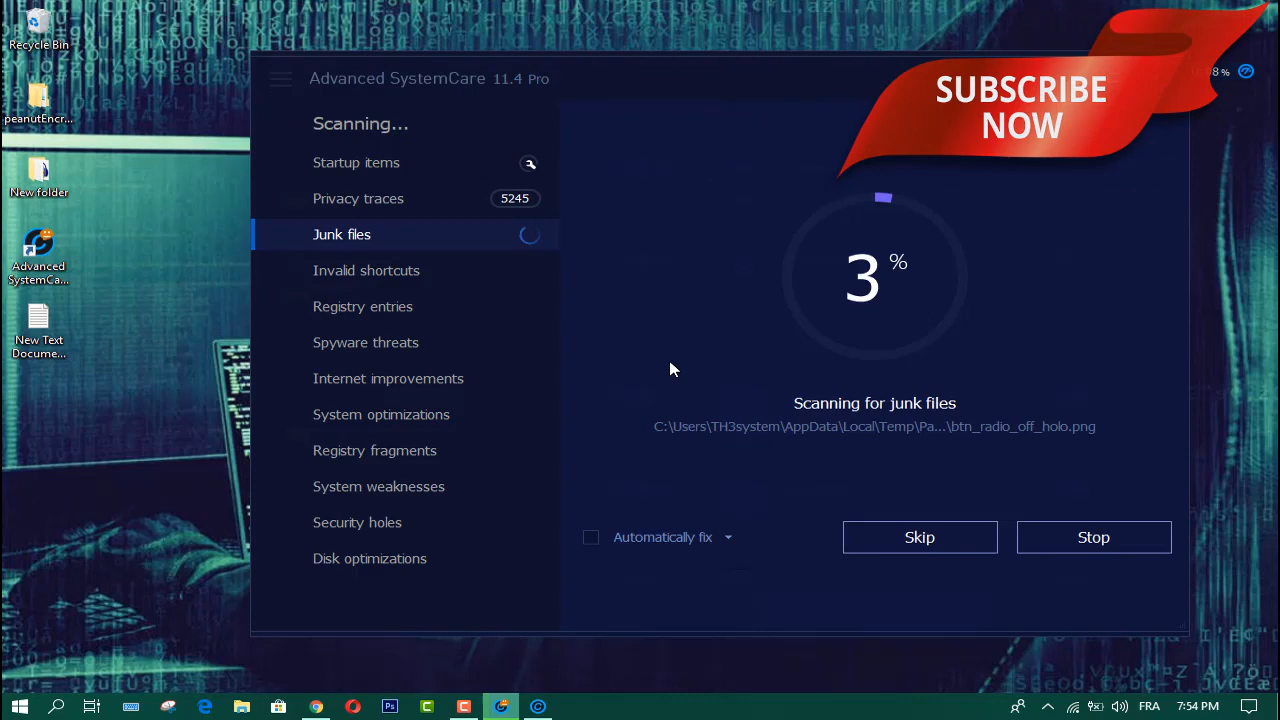 Recycle Bin
peanutEncr...
New folder
Advanced
SystemCa...
New Text
Docume...
Advanced SystemCare 11.4 Pro
SUBSCRIBE
NOW
Scanning...
Startup items
Privacy traces 5245
Junk files
Invalid shortcuts
Registry entries
Spyware threats
Internet improvements
System optimizations
Registry fragments
System weaknesses
Security holes
Disk optimizations
3 %
Scanning for junk files
C:\Users\TH3system\AppData\Local\Temp\Pa...\btn_radio_off_holo.png
Automatically fix
Skip
Stop
Ps
FRA
7:54 PM